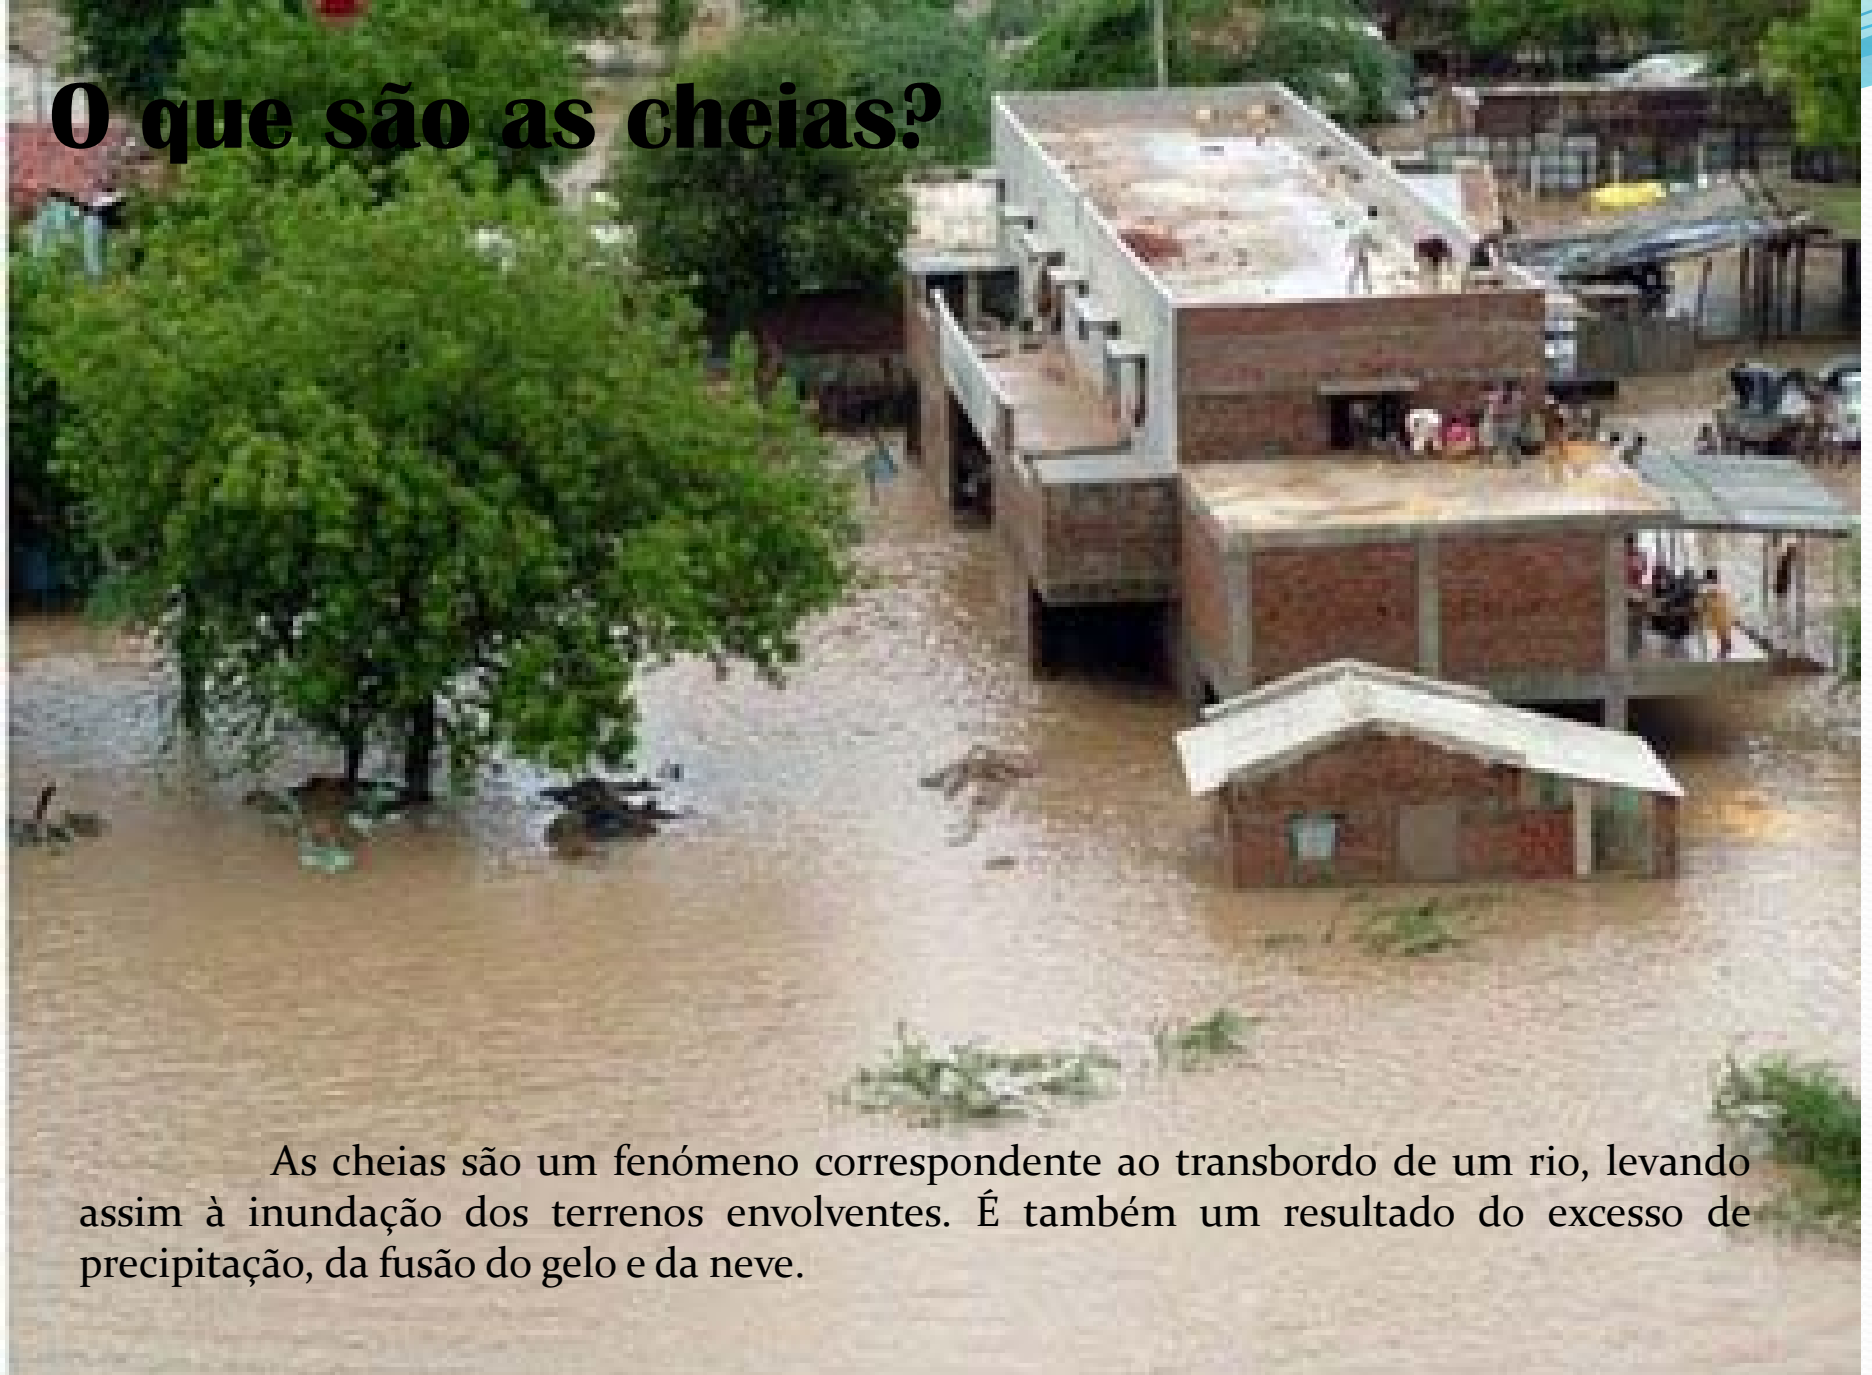 O que são as cheias?
As cheias são um fenómeno correspondente ao transbordo de um rio, levando
assim à inundação dos terrenos envolventes. É também um resultado do excesso de
precipitação, da fusão do gelo e da neve.